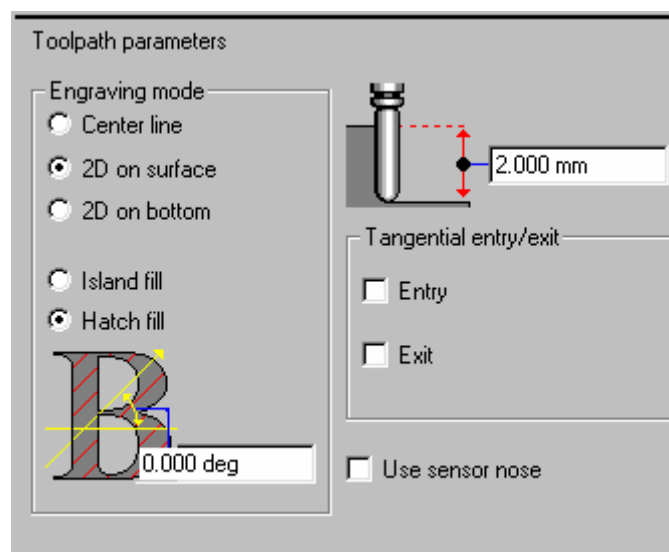 Toolpath parameters
Engraving mode
Center line
2D on surface
2D on bottom
Island fill
Hatch fill
0.000 deg
2.000 mm
Tangential entry/exit
Entry
Exit
Use sensor nose